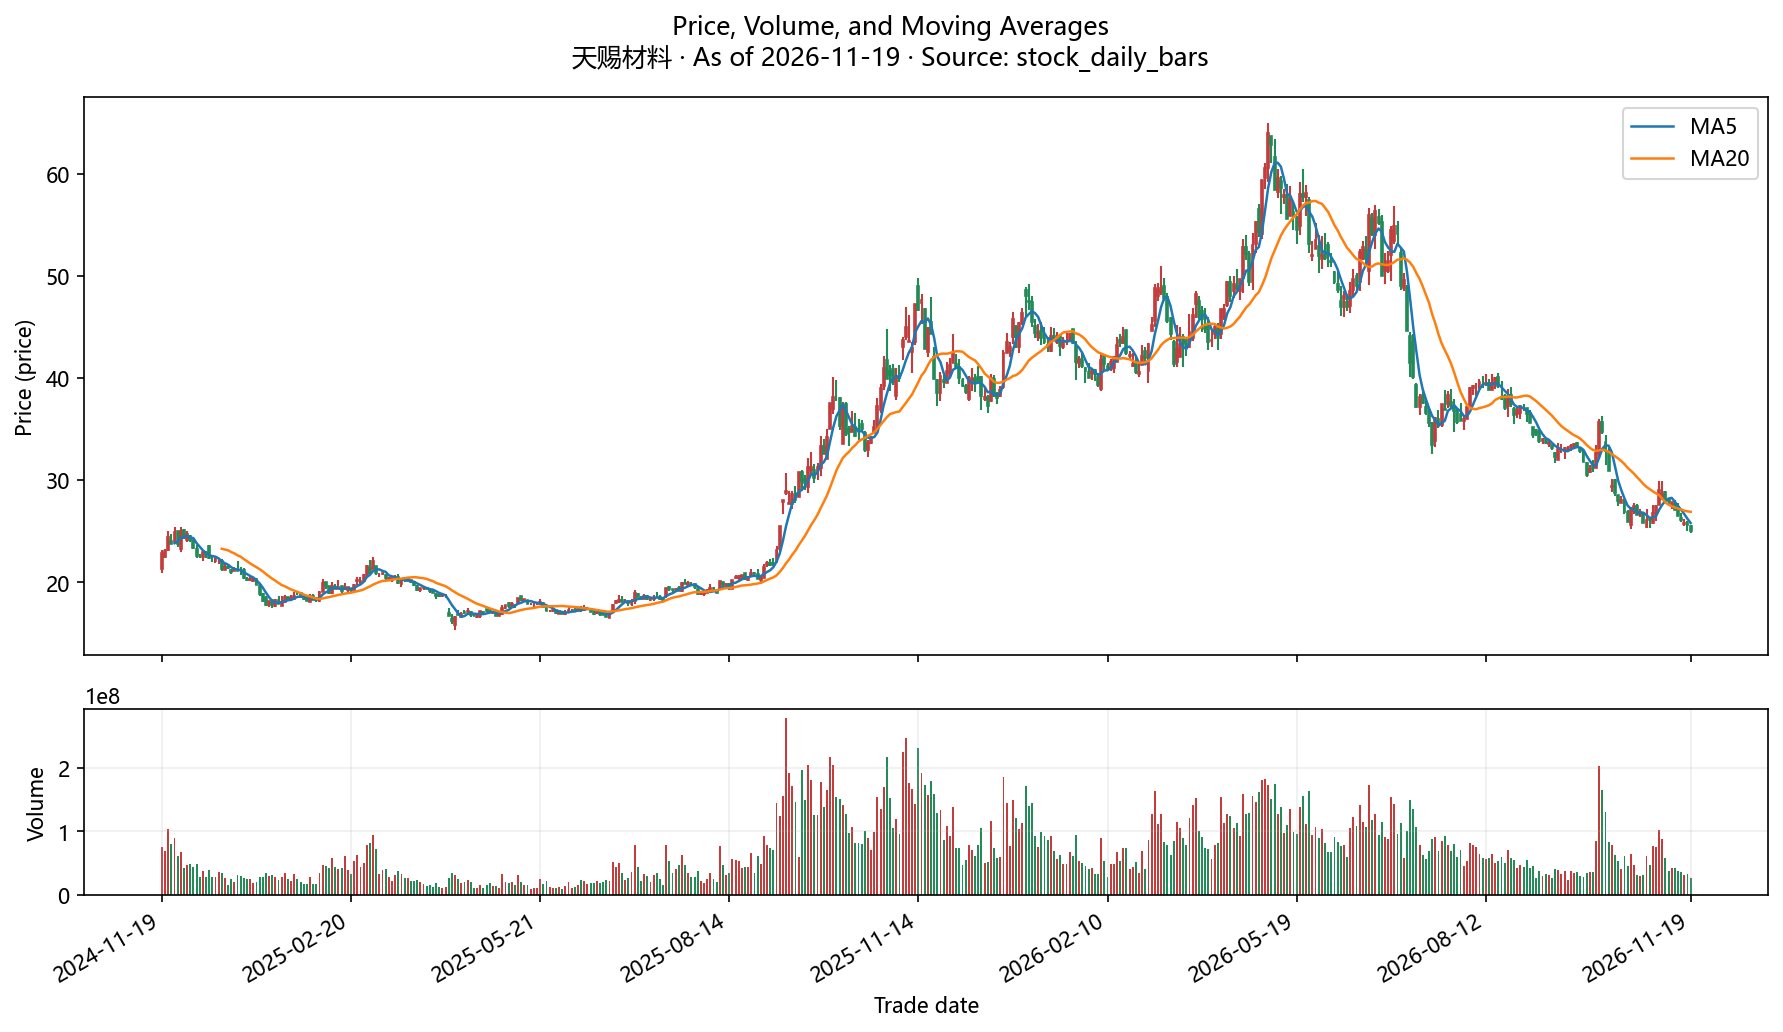 Price, Volume, and Moving Averages
天赐材料 · As of 2026-11-19 · Source: stock_daily_bars
MA5
MA20
Price (price)
60
50
40
30
20
1e8
Volume
2
1
0
2024-11-19
2025-02-20
2025-05-21
2025-08-14
2025-11-14
2026-02-10
2026-05-19
2026-08-12
2026-11-19
Trade date